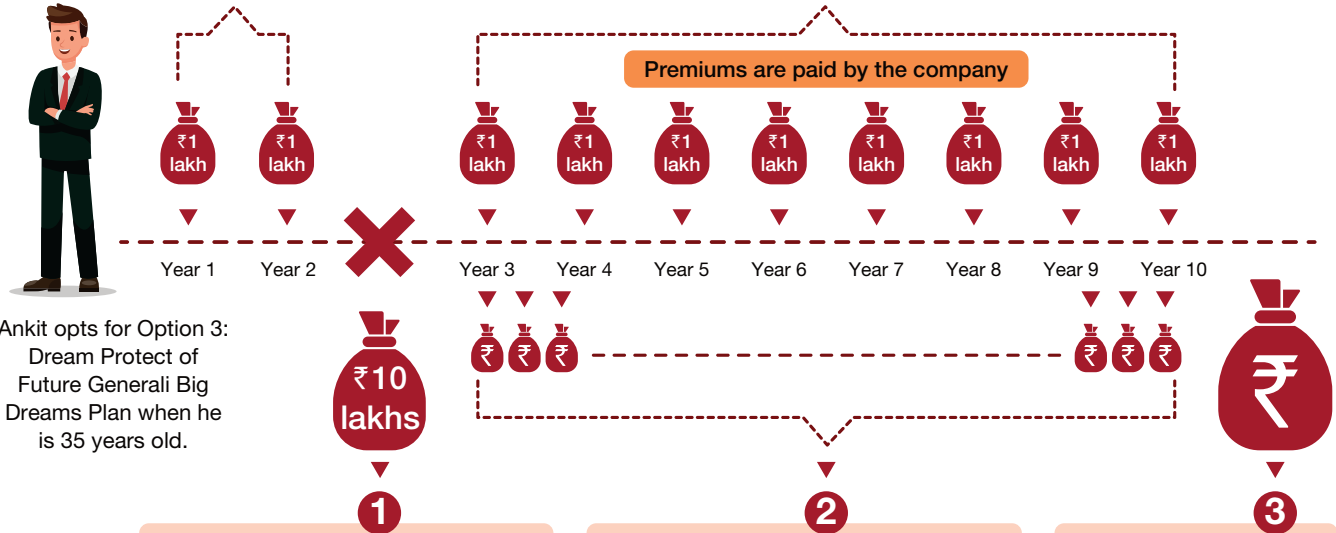 Premiums are paid by the company
₹1
lakh
₹1
lakh
₹1
lakh
₹1
lakh
₹1
lakh
₹1
lakh
₹1
lakh
₹1
lakh
₹1
lakh
₹1
lakh
Year 1 Year 2 Year 3 Year 4 Year 5 Year 6 Year 7 Year 8 Year 9 Year 10
Ankit opts for Option 3:
Dream Protect of
Future Generali Big
Dreams Plan when he
is 35 years old.
₹10
lakhs
₹ ₹ ₹ ₹ ₹ ₹
₹
1 2 3